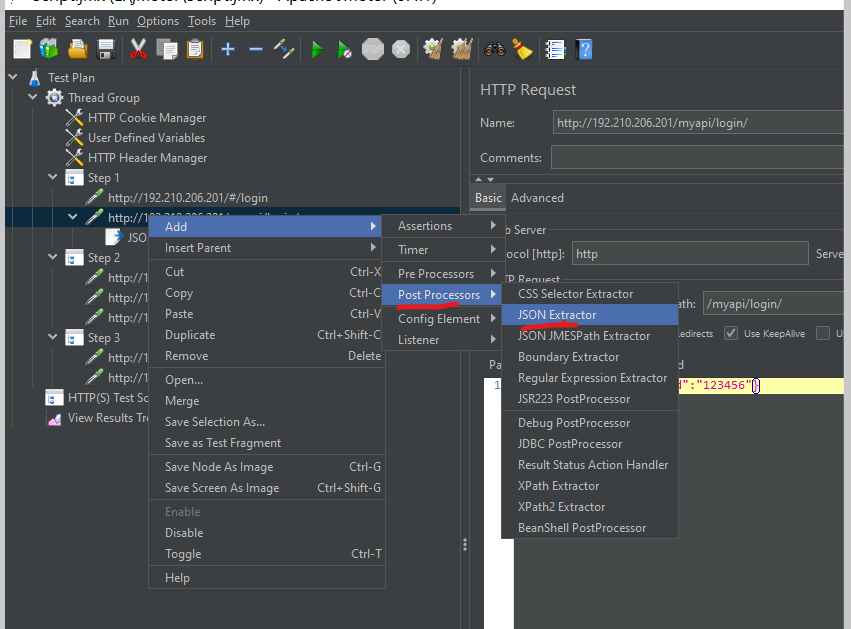 File Edit Search Run Options Tools Help
Test Plan
Thread Group
HTTP Cookie Manager
User Defined Variables
HTTP Header Manager
Step 1
http://192.210.206.201/#/login
JSO
Step 2
http://1
http://1
http://1
Step 3
http://1
http://1
HTTP(S) Test Sc
View Results Tre
Add
Insert Parent
Cut Ctrl-X
Copy Ctrl-C
Paste Ctrl-V
Duplicate Ctrl+Shift-C
Remove Delete
Open...
Merge
Save Selection As...
Save as Test Fragment
Save Node As Image Ctrl-G
Save Screen As Image Ctrl+Shift-G
Enable
Disable
Toggle Ctrl-T
Help
Assertions
Timer
Pre Processors
Post Processors
Config Element
Listener
CSS Selector Extractor
JSON Extractor
JSON JMESPath Extractor
Boundary Extractor
Regular Expression Extractor
JSR223 PostProcessor
Debug PostProcessor
JDBC PostProcessor
Result Status Action Handler
XPath Extractor
XPath2 Extractor
BeanShell PostProcessor
HTTP Request
Name: http://192.210.206.201/myapi/login/
Comments:
Basic Advanced
Server
ocol [http]: http Serve
TP Request
ath: /myapi/login/
edirects Use KeepAlive
Pa
1 d":"123456"}